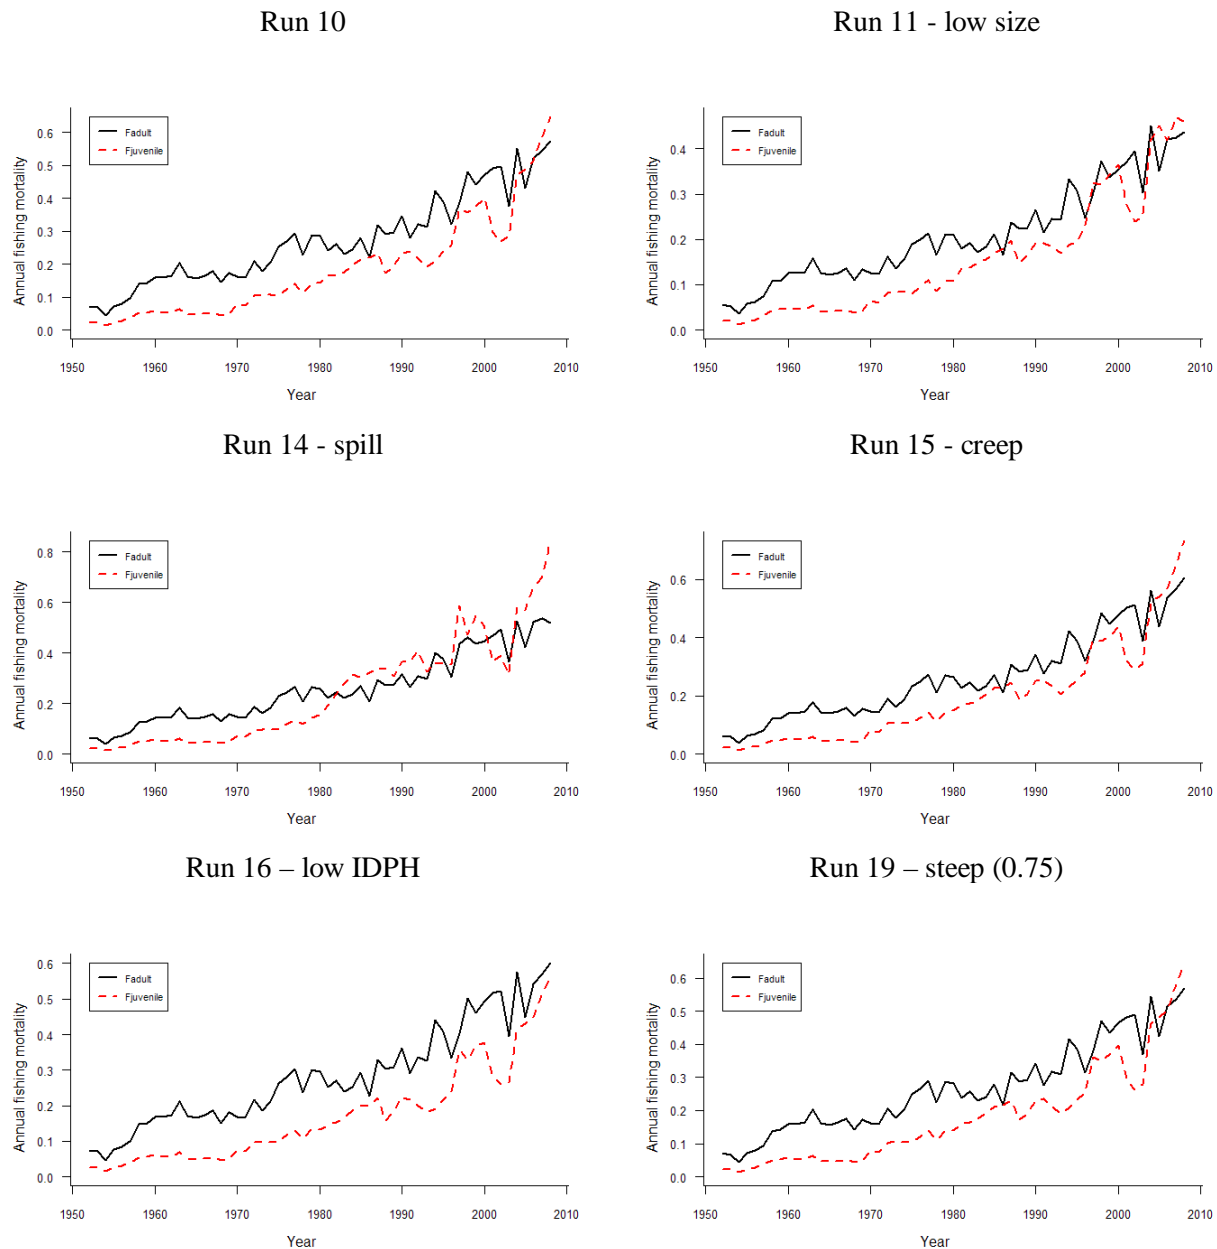 Run 10
Run 11 - low size
Annual fishing mortality
0.6
0.5
0.4
0.3
0.2
0.1
0.0
Fadult
Fjuvenile
1950 1960 1970 1980 1990 2000 2010
Year
Annual fishing mortality
0.4
0.3
0.2
0.1
0.0
Fadult
Fjuvenile
1950 1960 1970 1980 1990 2000 2010
Year
Run 14 - spill
Run 15 - creep
Annual fishing mortality
0.8
0.6
0.4
0.2
0.0
Fadult
Fjuvenile
1950 1960 1970 1980 1990 2000 2010
Year
Annual fishing mortality
0.6
0.4
0.2
0.0
Fadult
Fjuvenile
1950 1960 1970 1980 1990 2000 2010
Year
Run 16 – low IDPH
Run 19 – steep (0.75)
Annual fishing mortality
0.6
0.5
0.4
0.3
0.2
0.1
0.0
Fadult
Fjuvenile
1950 1960 1970 1980 1990 2000 2010
Year
Annual fishing mortality
0.6
0.5
0.4
0.3
0.2
0.1
0.0
Fadult
Fjuvenile
1950 1960 1970 1980 1990 2000 2010
Year